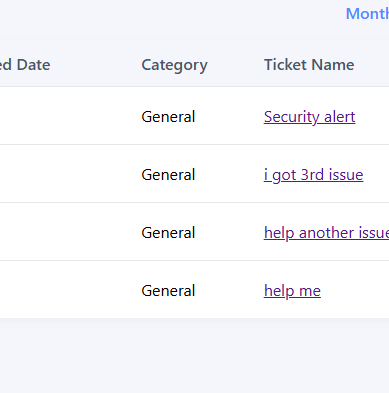 Month
ed Date Category Ticket Name
General Security alert
General i got 3rd issue
General help another issue
General help me